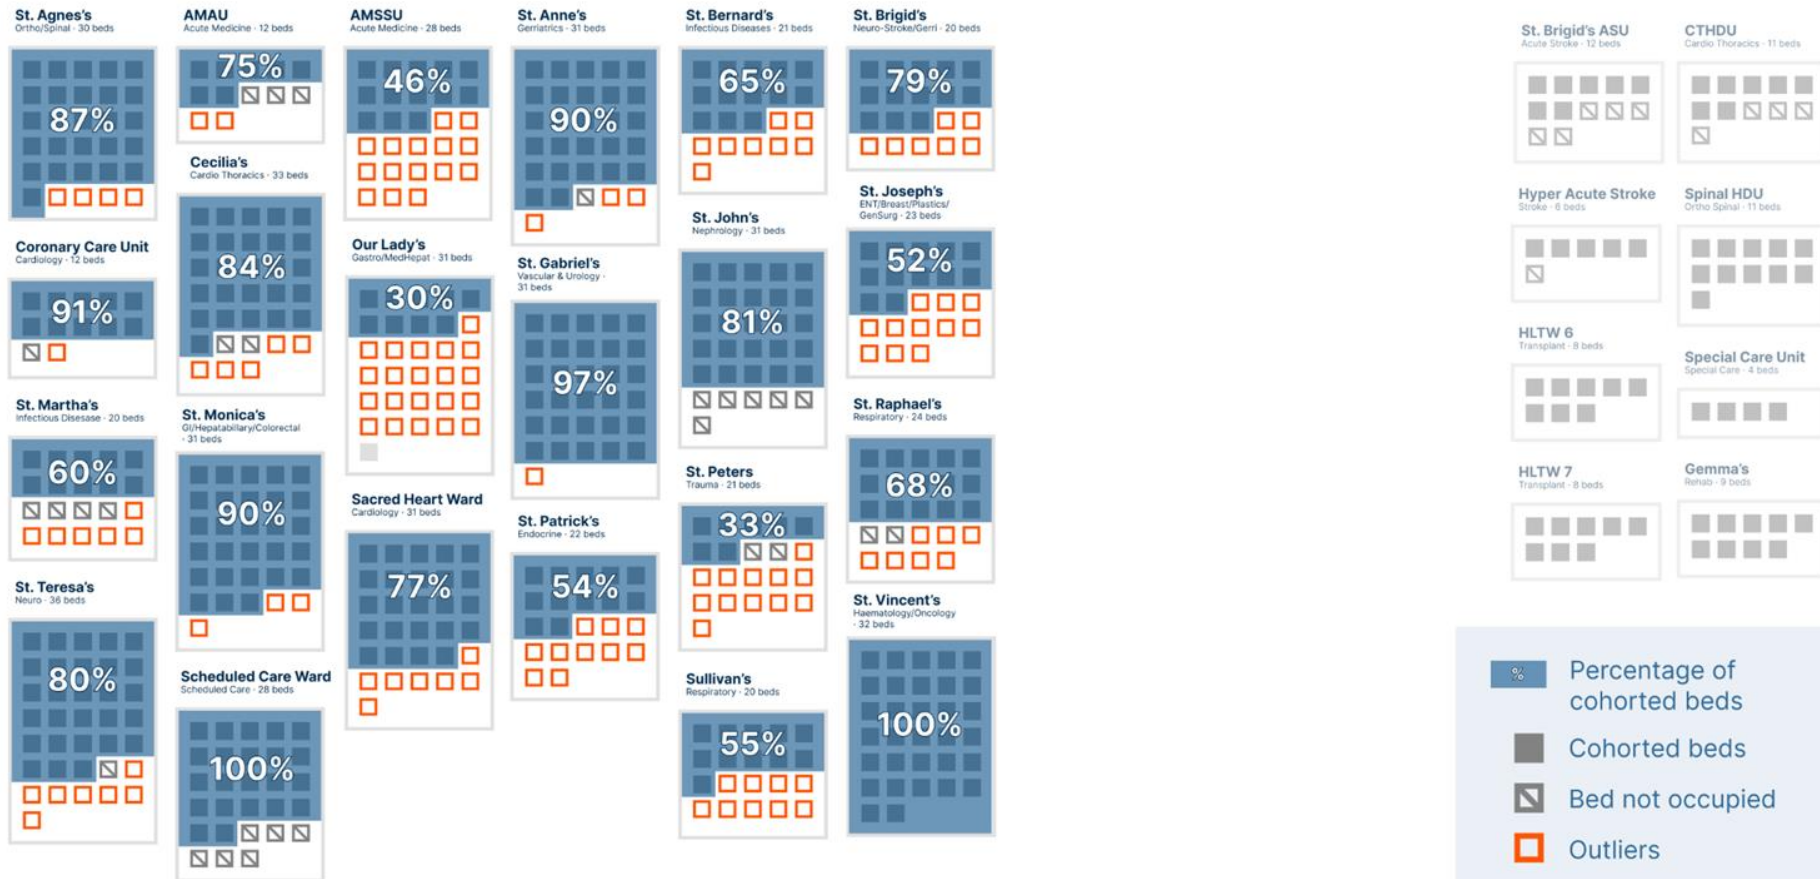 St. Agnes's
Ortho/Spinal · 30 beds
87%
Coronary Care Unit
Cardiology · 12 beds
91%
St. Martha's
Infectious Disesase · 20 beds
60%
St. Teresa's
Neuro · 36 beds
80%
AMAU
Acute Medicine · 12 beds
75%
Cecilia's
Cardio Thoracics · 33 beds
84%
St. Monica's
GI/Hepatabillary/Colorectal
· 31 beds
90%
Scheduled Care Ward
Scheduled Care · 28 beds
100%
AMSSU
Acute Medicine · 28 beds
46%
Our Lady's
Gastro/MedHepat · 31 beds
30%
Sacred Heart Ward
Cardiology · 31 beds
77%
St. Anne's
Gerriatrics · 31 beds
90%
St. Gabriel's
Vascular & Urology ·
31 beds
97%
St. Patrick's
Endocrine · 22 beds
54%
St. Bernard's
Infectious Diseases · 21 beds
65%
St. John's
Nephrology · 31 beds
81%
St. Peters
Trauma · 21 beds
33%
Sullivan's
Respiratory · 20 beds
55%
St. Brigid's
Neuro-Stroke/Gerri · 20 beds
79%
St. Joseph's
ENT/Breast/Plastics/
GenSurg · 23 beds
52%
St. Raphael's
Respiratory · 24 beds
68%
St. Vincent's
Haematology/Oncology
· 32 beds
100%
St. Brigid's ASU
Acute Stroke · 12 beds
Hyper Acute Stroke
Stroke · 6 beds
HLTW 6
Transplant · 8 beds
HLTW 7
Transplant · 8 beds
CTHDU
Cardio Thoracics · 11 beds
Spinal HDU
Ortho Spinal · 11 beds
Special Care Unit
Special Care · 4 beds
Gemma's
Rehab · 9 beds
%
Percentage of
cohorted beds
Cohorted beds
Bed not occupied
Outliers